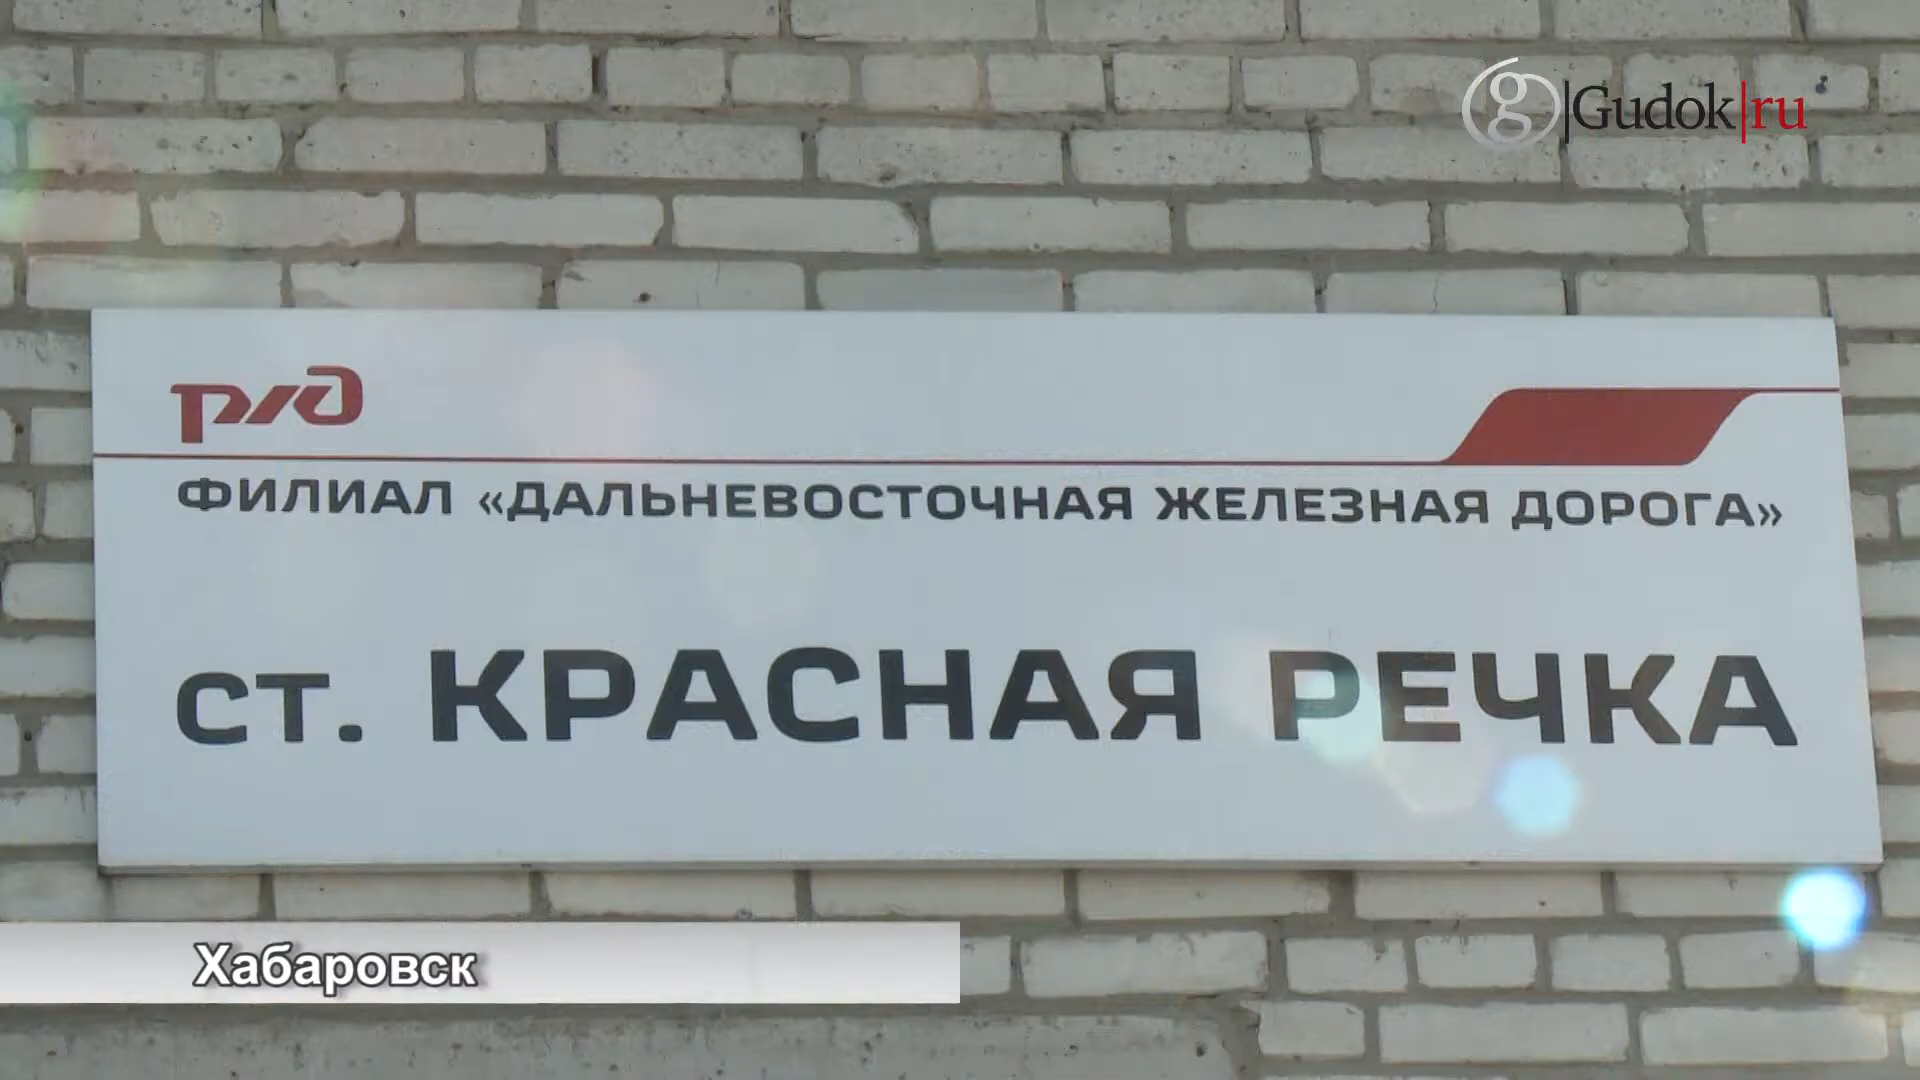 g|Gudok|ru
ржд
ФИЛИАЛ «ДАЛЬНЕВОСТОЧНАЯ ЖЕЛЕЗНАЯ ДОРОГА»
ст. КРАСНАЯ РЕЧКА
Хабаровск